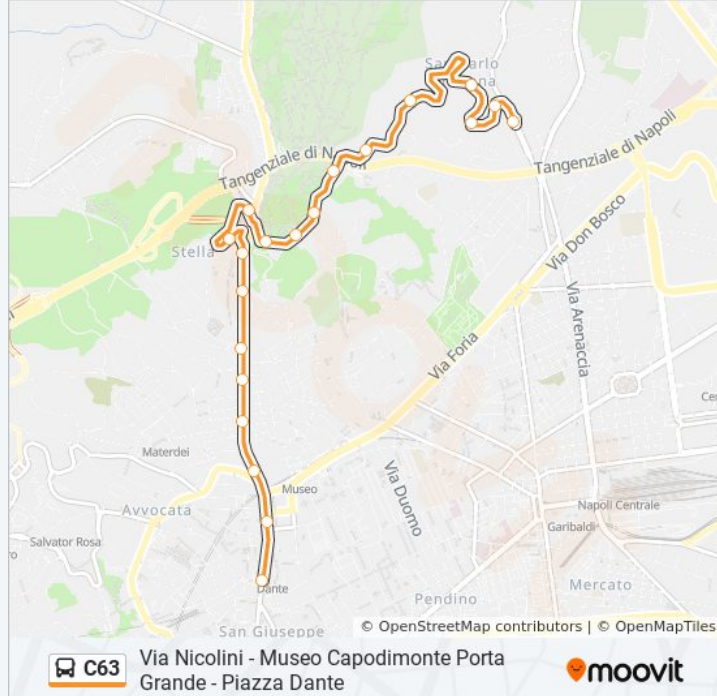 San Carlo
Tangenziale di Napoli
Tangenziale di
Stella
Via Don Bosco
Via Arenaccia
Via Foria
Materdei
Museo
Via Duomo
Avvocata
Napoli Centrale
Garibaldi
Salvator Rosa
Dante
Mercato
Pendino
San Giuseppe
© OpenStreetMap contributors | © OpenMapTiles
C63
Via Nicolini - Museo Capodimonte Porta
Grande - Piazza Dante
moovit